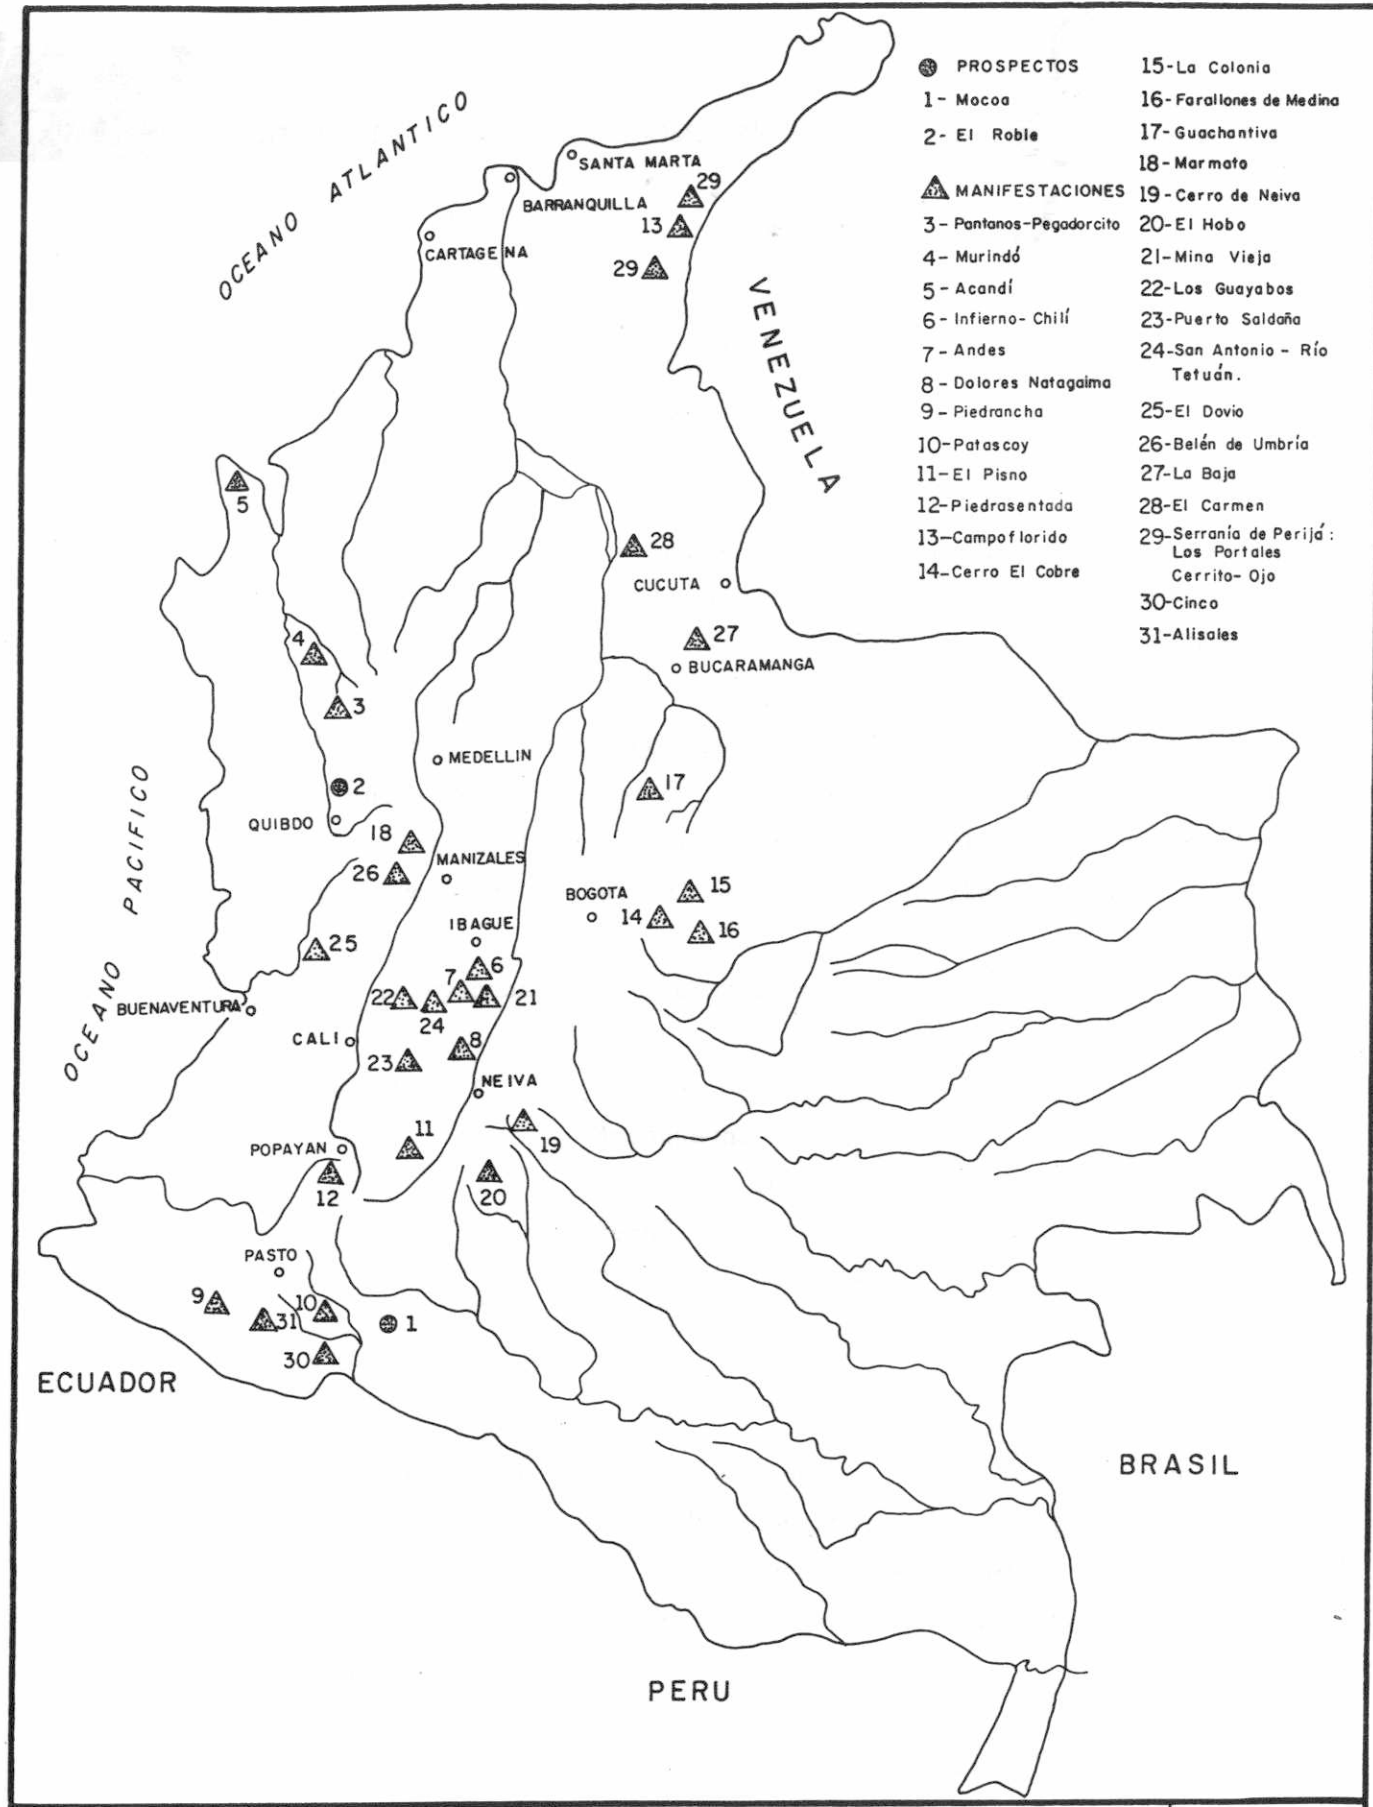 ● PROSPECTOS
1- Mocoa
2- El Roble
▲ MANIFESTACIONES
3- Pantanos-Pegadorcito
4- Murindó
5- Acandí
6- Infierno- Chilí
7- Andes
8- Dolores Natagaima
9- Piedrancha
10-Patascoy
11-El Pisno
12-Piedrasentada
13-Campoflorido
14-Cerro El Cobre
15-La Colonia
16-Farallones de Medina
17-Guachantiva
18-Marmato
19-Cerro de Neiva
20-El Hobo
21-Mina Vieja
22-Los Guayabos
23-Puerto Saldaña
24-San Antonio - Río
Tetuán.
25-El Dovio
26-Belén de Umbría
27-La Baja
28-El Carmen
29-Serranía de Perijá:
Los Portales
Cerrito-Ojo
30-Cinco
31-Alisales
OCEANO ATLANTICO
SANTA MARTA
29
BARRANQUILLA
13
CARTAGENA
29
VENEZUELA
5
28
CUCUTA
4
27
BUCARAMANGA
3
MEDELLIN
2
17
QUIBDO
18
MANIZALES
26
OCEANO PACIFICO
BOGOTA
15
14
16
IBAGUE
25
6
7
22
21
24
BUENAVENTURA
CALI
8
23
NEIVA
11
19
POPAYAN
12
20
PASTO
9
10
31
1
30
ECUADOR
BRASIL
PERU